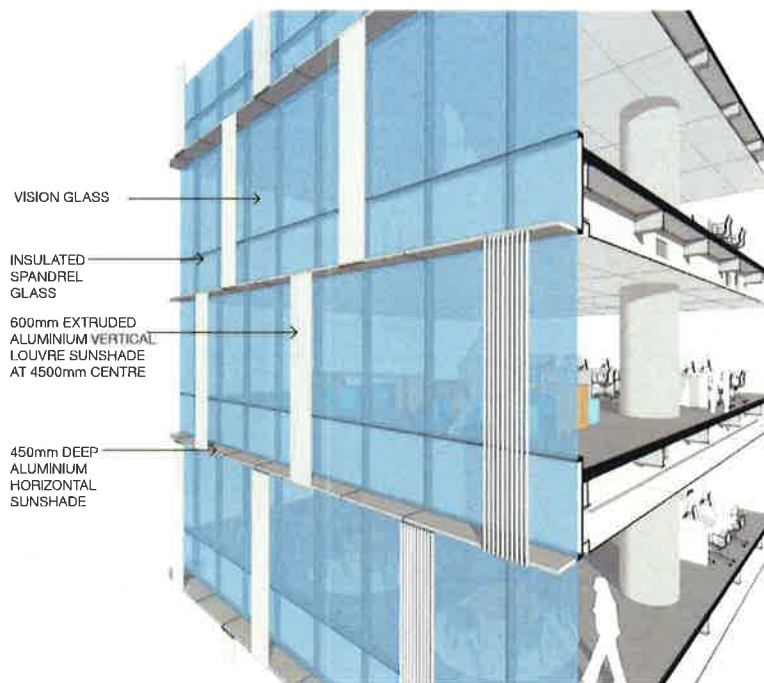 VISION GLASS
INSULATED
SPANDREL
GLASS
600mm EXTRUDED
ALUMINIUM VERTICAL
LOUVRE SUNSHADE
AT 4500mm CENTRE
450mm DEEP
ALUMINIUM
HORIZONTAL
SUNSHADE